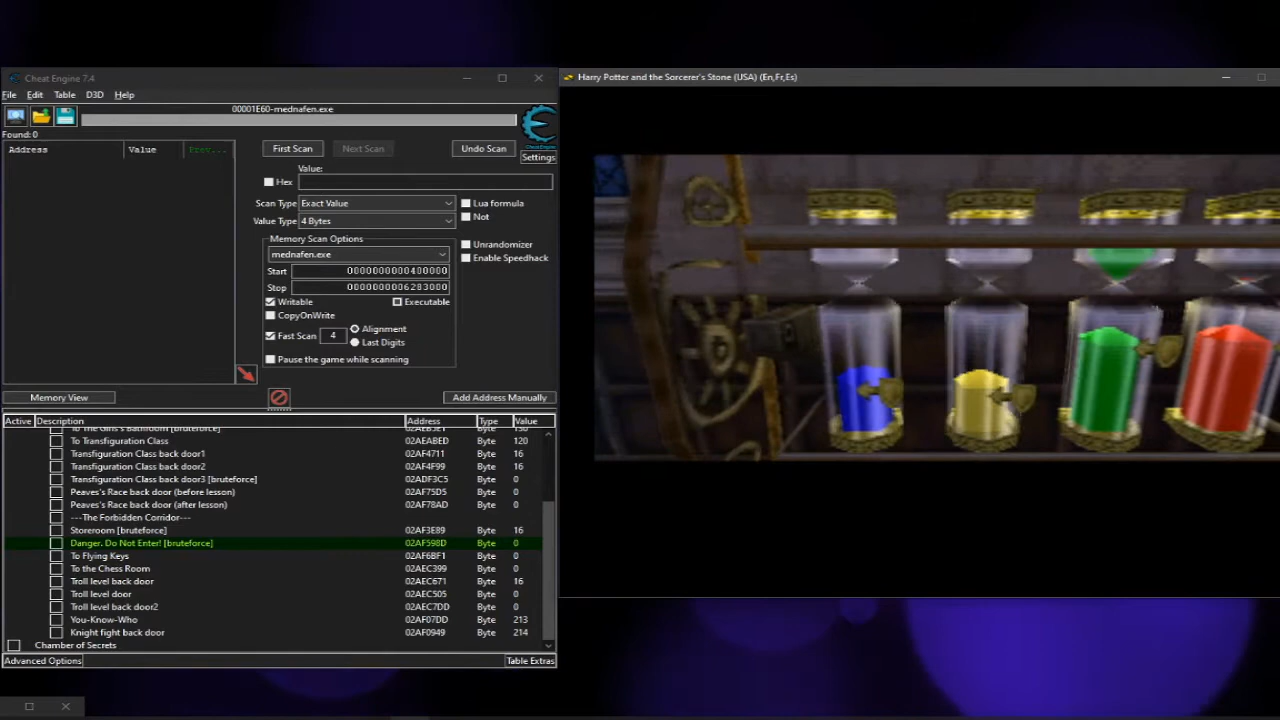 Cheat Engine 7.4
File Edit Table D3D Help
00001E60-mednafen.exe
Found: 0
Address Value Prev...
First Scan Next Scan Undo Scan
Settings
Value:
Hex
Scan Type Exact Value
Lua formula
Value Type 4 Bytes
Not
Memory Scan Options
mednafen.exe
Unrandomizer
Enable Speedhack
Start 0000000000400000
Stop 0000000006283000
Writable Executable
CopyOnWrite
Fast Scan 4 Alignment
Last Digits
Pause the game while scanning
Memory View Add Address Manually
Active Description Address Type Value
To Transfiguration Class 02AEABED Byte 120
Transfiguration Class back door1 02AF4711 Byte 16
Transfiguration Class back door2 02AF4F99 Byte 16
Transfiguration Class back door3 [bruteforce] 02ADF3C5 Byte 0
Peaves's Race back door (before lesson) 02AF75D5 Byte 0
Peaves's Race back door (after lesson) 02AF78AD Byte 0
---The Forbidden Corridor---
Storeroom [bruteforce] 02AF3E89 Byte 16
Danger. Do Not Enter! [bruteforce] 02AF598D Byte 0
To Flying Keys 02AF6BF1 Byte 0
To the Chess Room 02AEC399 Byte 0
Troll level back door 02AEC671 Byte 16
Troll level door 02AEC505 Byte 0
Troll level back door2 02AEC7DD Byte 0
You-Know-Who 02AF07DD Byte 213
Knight fight back door 02AF0949 Byte 214
Chamber of Secrets
Advanced Options Table Extras
Harry Potter and the Sorcerer's Stone (USA) (En,Fr,Es)